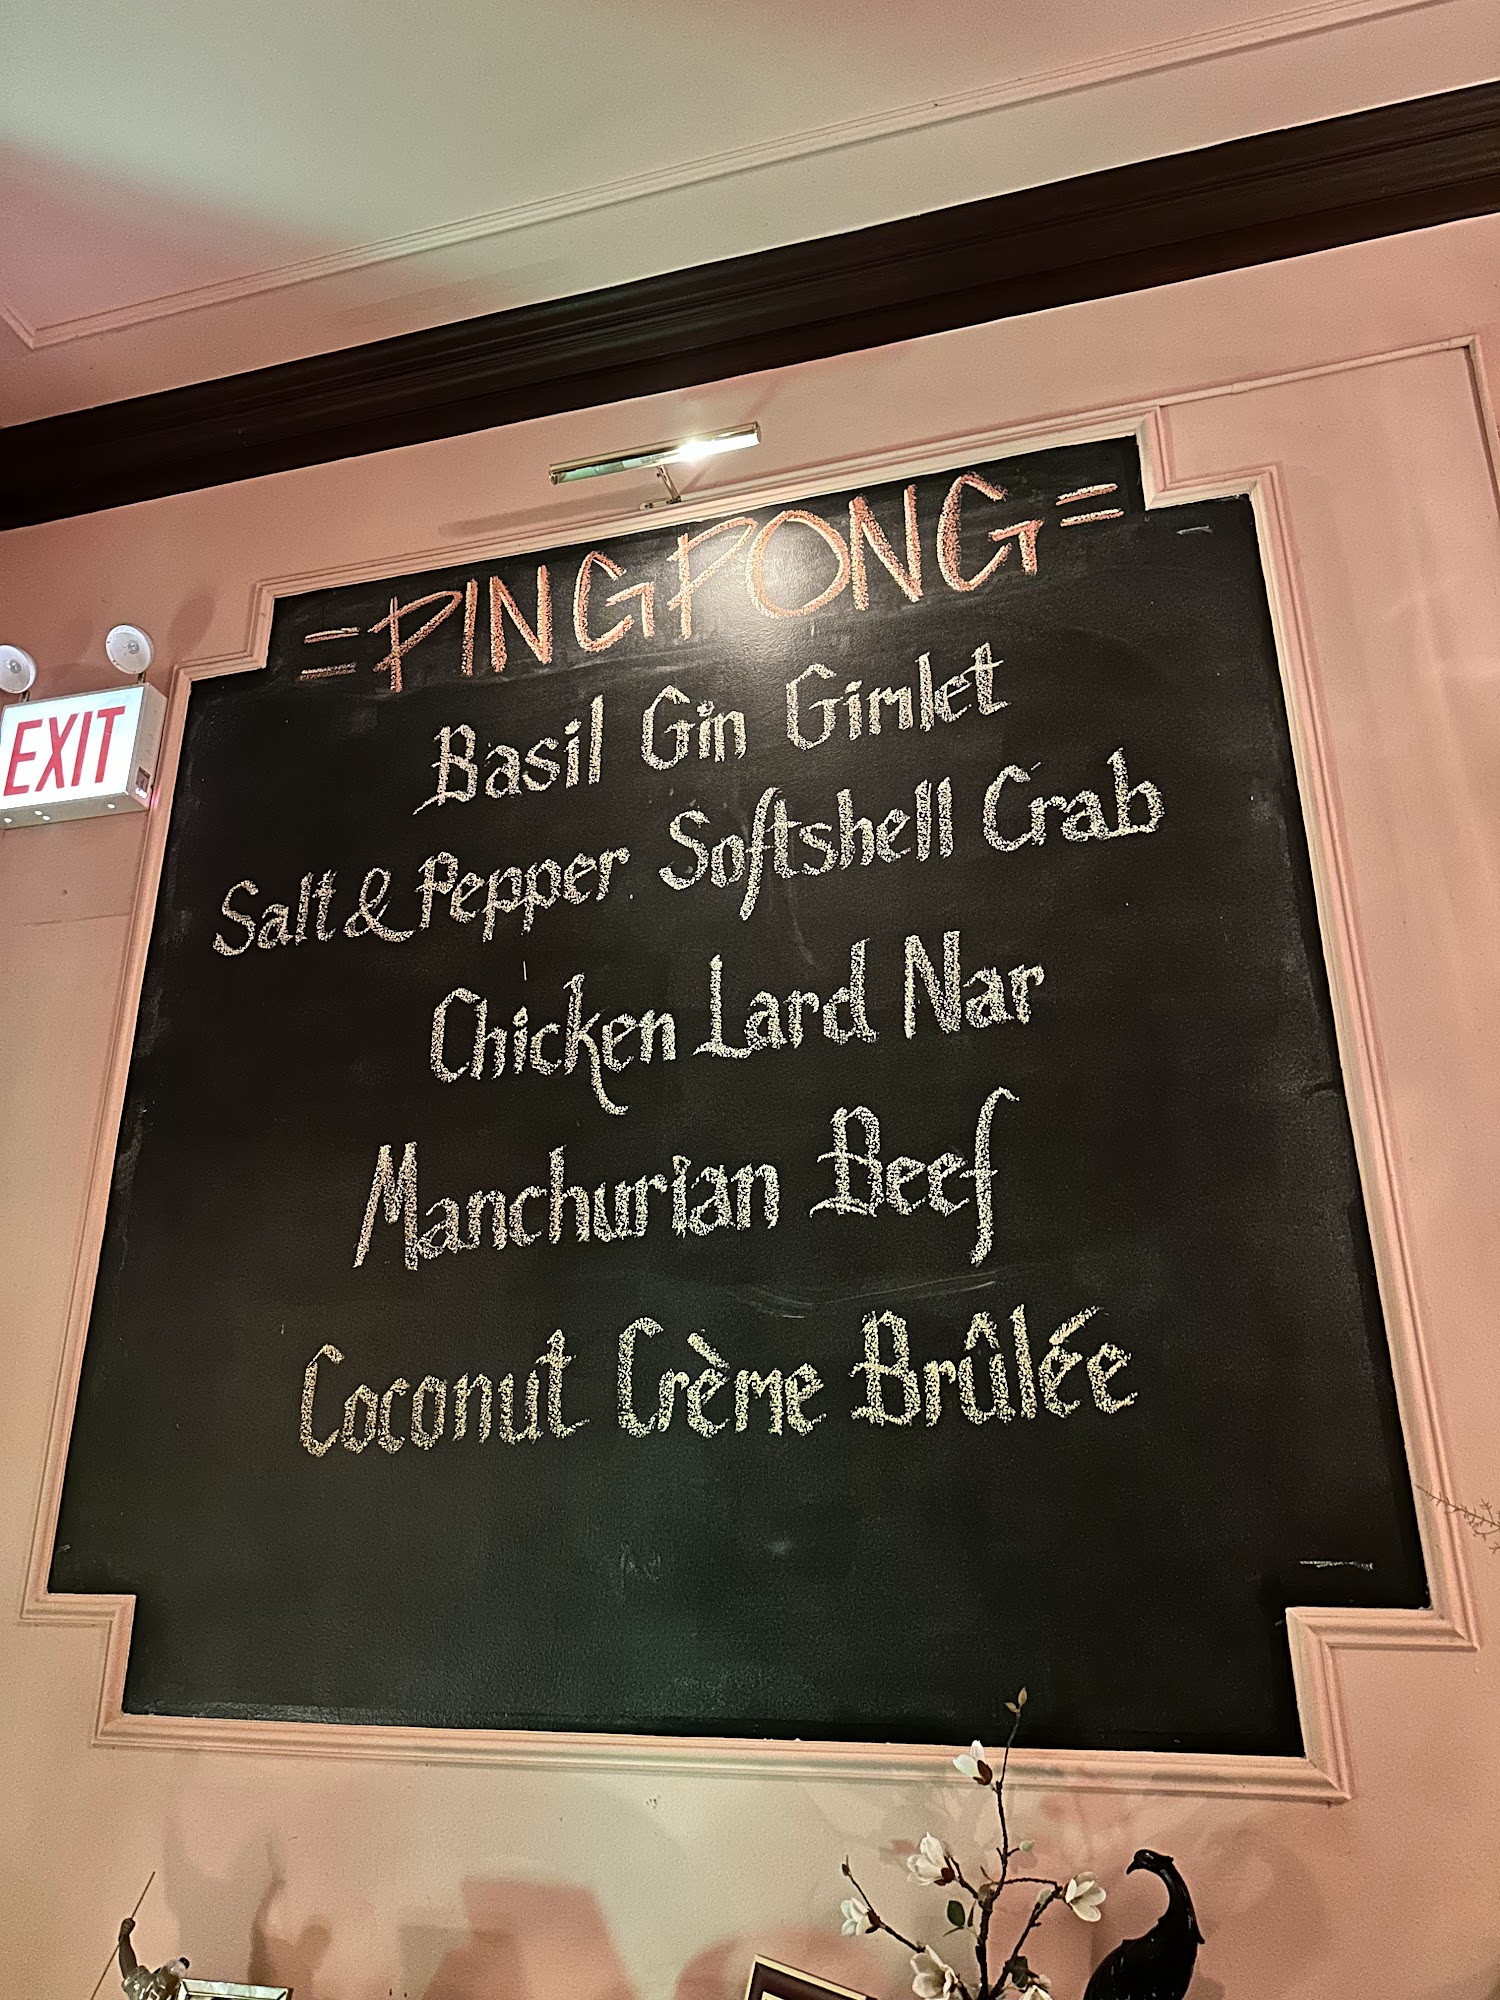 =PINGPONG=
EXIT
Basil Gin Gimlet
Salt & Pepper Softshell Crab
Chicken Lard Nar
Manchurian Beef
Coconut Crème Brûlée